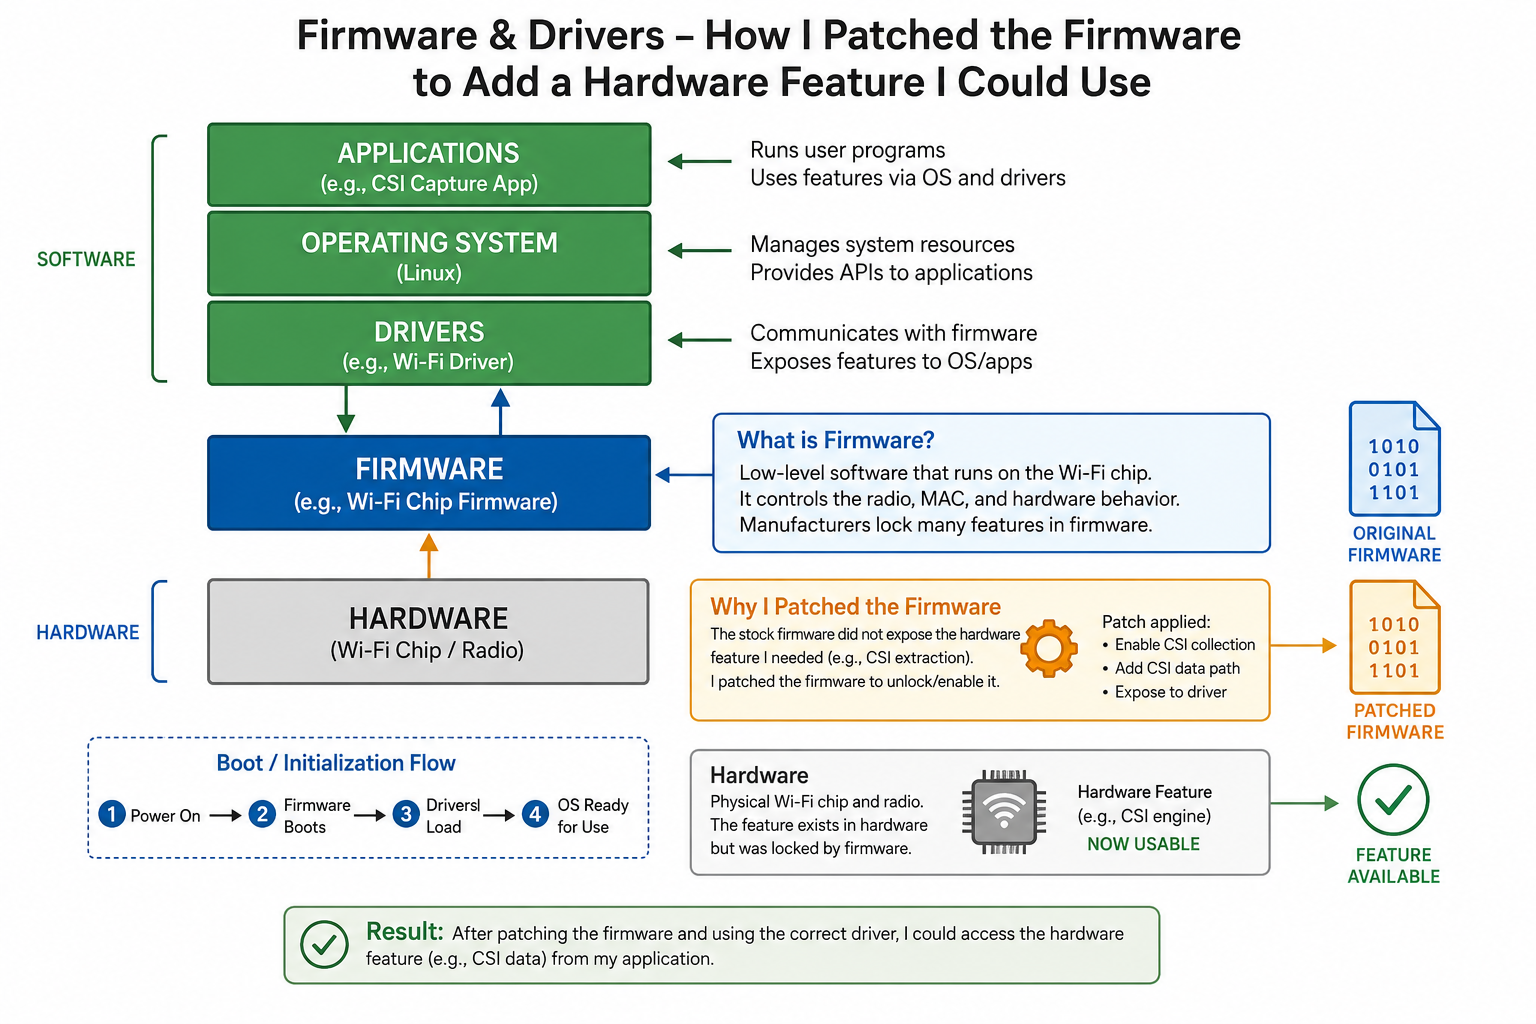 Firmware & Drivers – How I Patched the Firmware
to Add a Hardware Feature I Could Use
SOFTWARE
APPLICATIONS
(e.g., CSI Capture App)
Runs user programs
Uses features via OS and drivers
OPERATING SYSTEM
(Linux)
Manages system resources
Provides APIs to applications
DRIVERS
(e.g., Wi-Fi Driver)
Communicates with firmware
Exposes features to OS/apps
FIRMWARE
(e.g., Wi-Fi Chip Firmware)
What is Firmware?
Low-level software that runs on the Wi-Fi chip.
It controls the radio, MAC, and hardware behavior.
Manufacturers lock many features in firmware.
1010
0101
1101
ORIGINAL
FIRMWARE
HARDWARE
HARDWARE
(Wi-Fi Chip / Radio)
Why I Patched the Firmware
The stock firmware did not expose the hardware
feature I needed (e.g., CSI extraction).
I patched the firmware to unlock/enable it.
Patch applied:
• Enable CSI collection
• Add CSI data path
• Expose to driver
1010
0101
1101
PATCHED
FIRMWARE
Boot / Initialization Flow
1 Power On
2 Firmware
Boots
3 Driversl
Load
4 OS Ready
for Use
Hardware
Physical Wi-Fi chip and radio.
The feature exists in hardware
but was locked by firmware.
Hardware Feature
(e.g., CSI engine)
NOW USABLE
FEATURE
AVAILABLE
Result: After patching the firmware and using the correct driver, I could access the hardware
feature (e.g., CSI data) from my application.